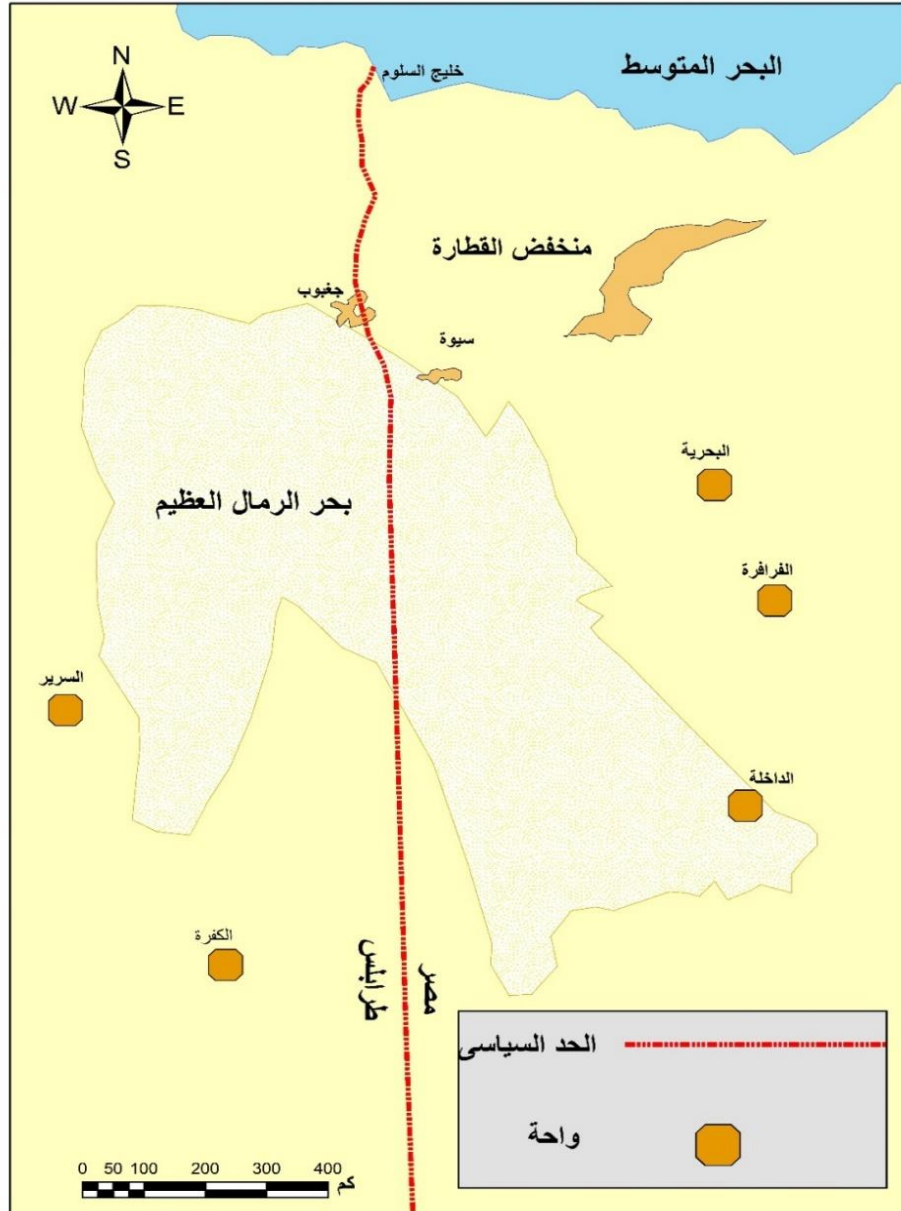 البحر المتوسط
خليج السلوم
N
W E
S
منخفض القطارة
جغبوب
سيوة
البحرية
بحر الرمال العظيم
الفرافرة
السرير
الداخلة
الكفرة
طرابلس
مصر
الحد السياسى
واحة
0 50 100 200 300 400
كم